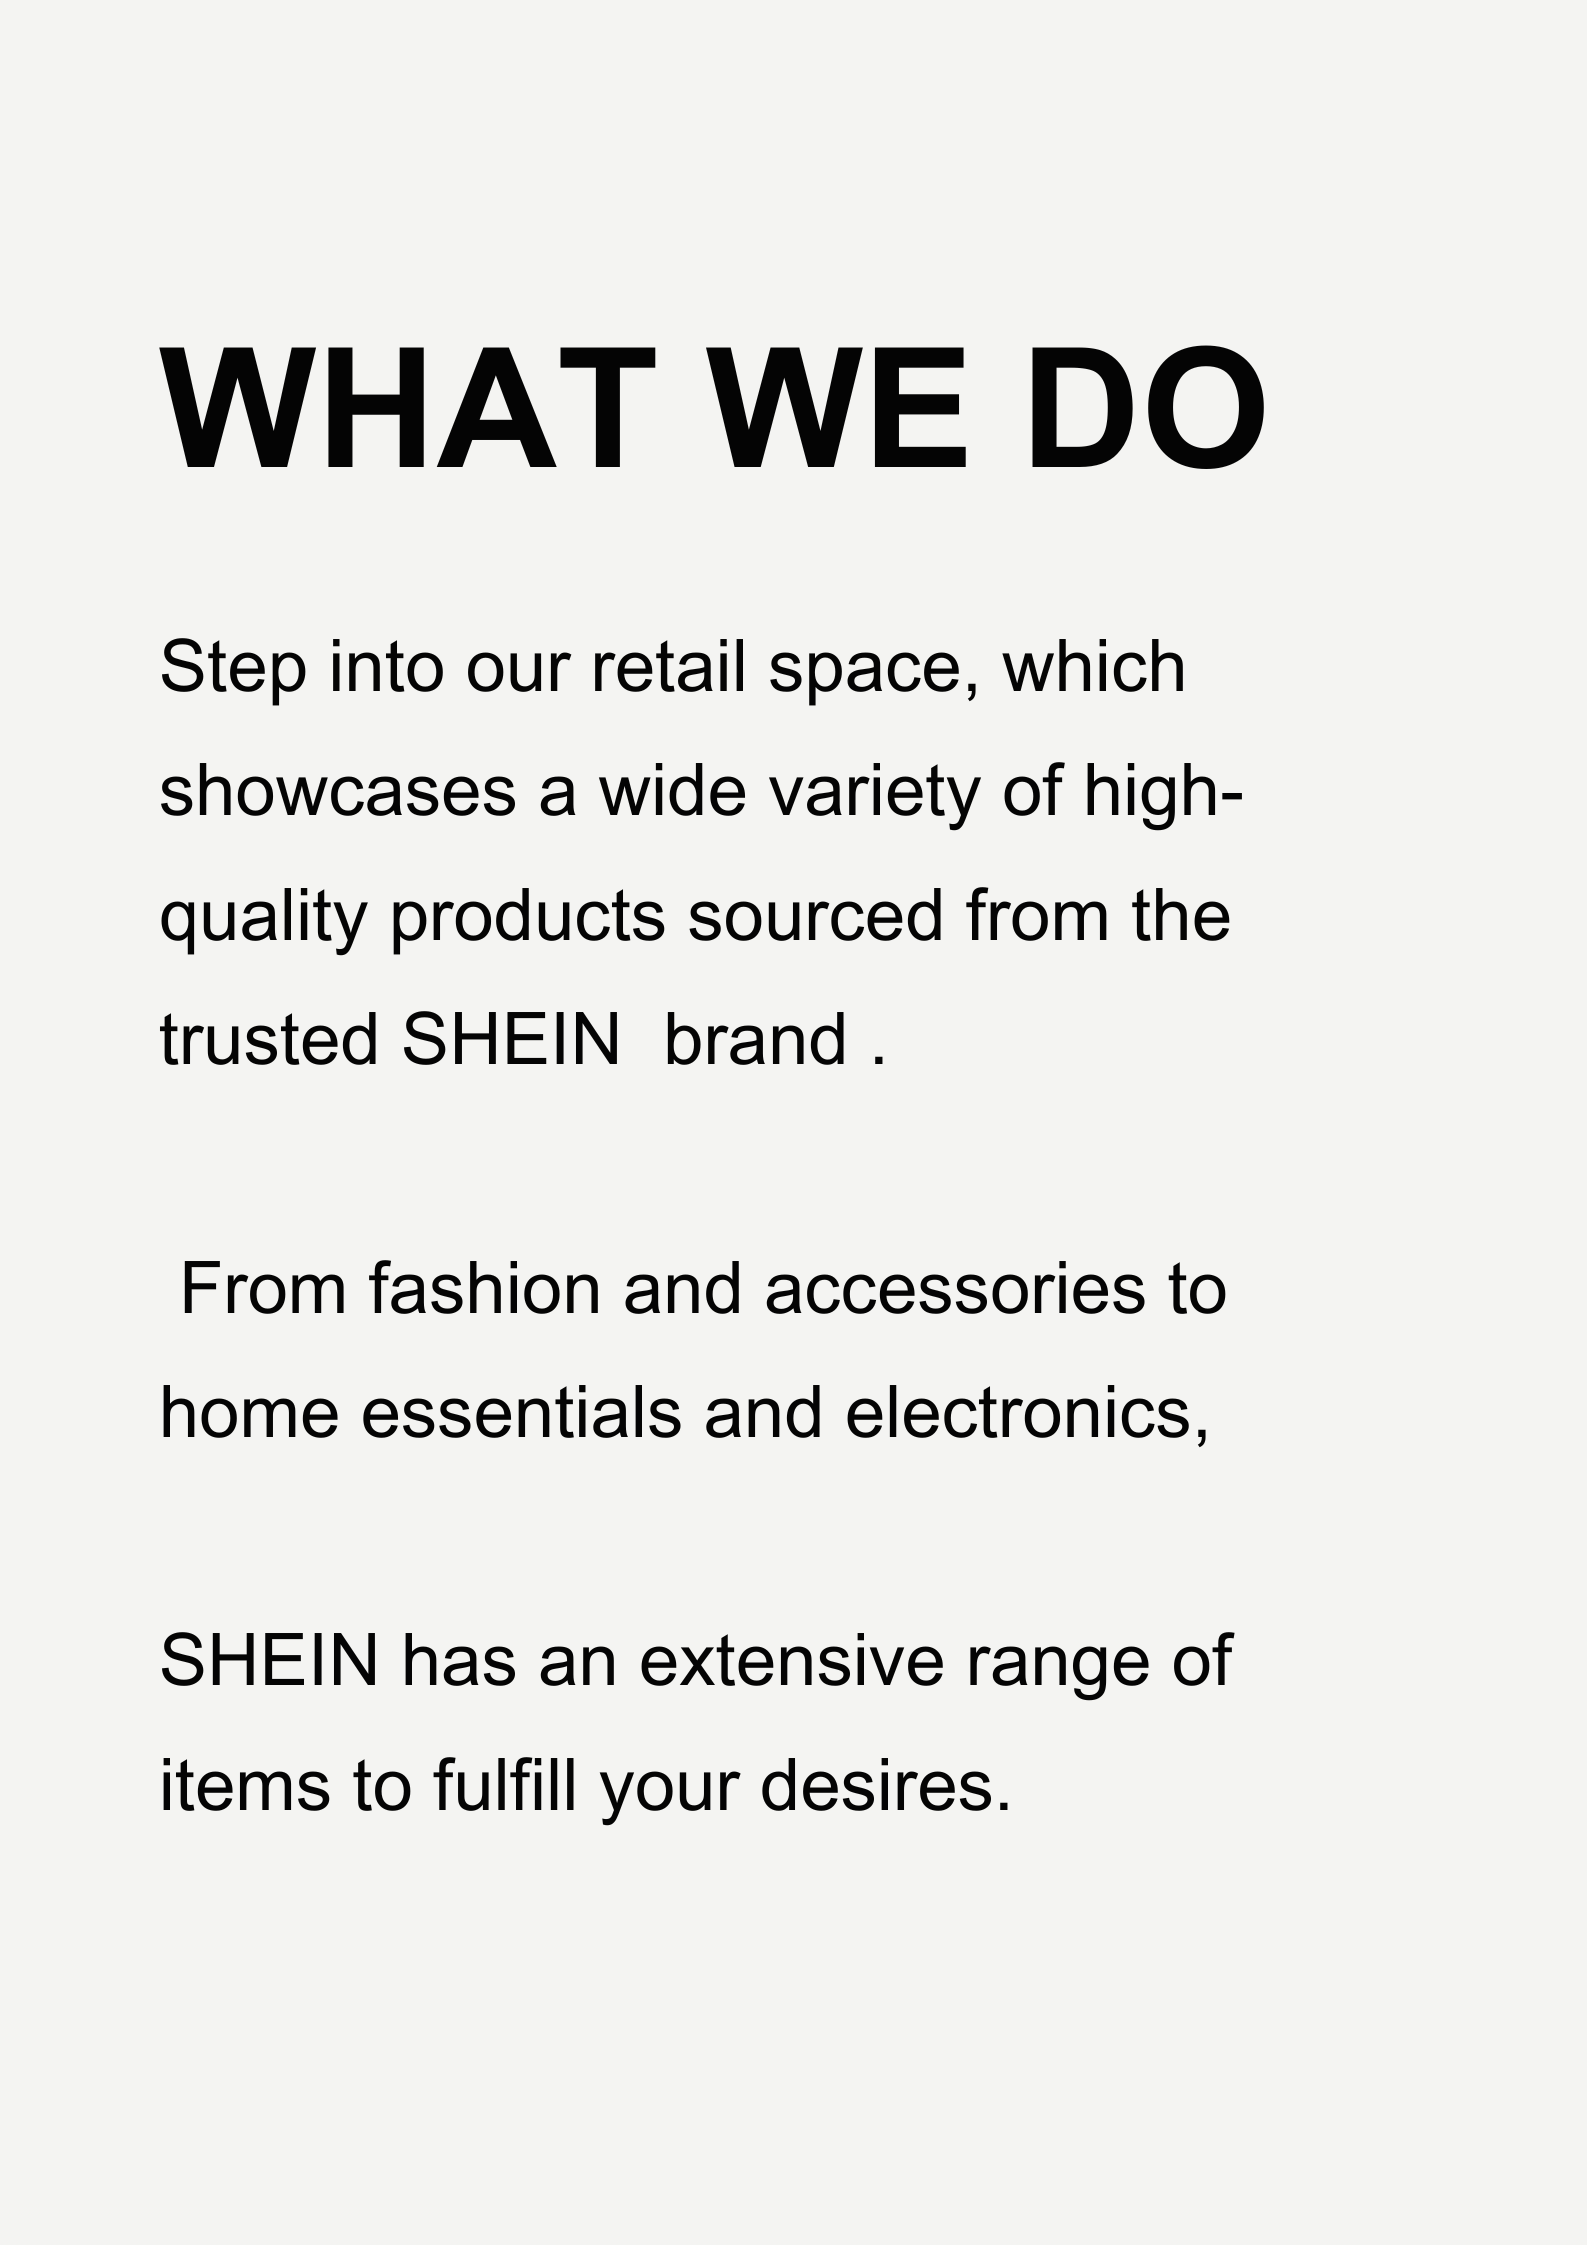 WHAT WE DO
Step into our retail space, which
showcases a wide variety of high-
quality products sourced from the
trusted SHEIN  brand .
From fashion and accessories to
home essentials and electronics,
SHEIN has an extensive range of
items to fulfill your desires.